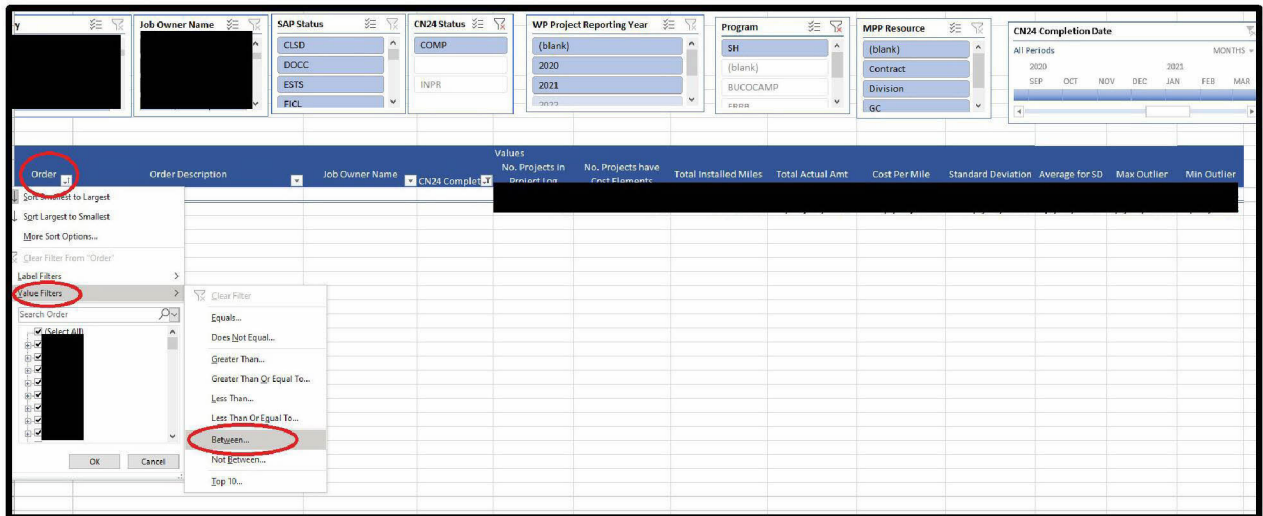 y
Job Owner Name
SAP Status
CLSD
DOCC
ESTS
FICL
CN24 Status
COMP
INPR
WP Project Reporting Year
(blank)
2020
2021
2022
Program
SH
(blank)
BUCOCAMP
MPP Resource
(blank)
Contract
Division
GC
CN24 Completion Date
All Periods MONTHS
2020 2021
SEP OCT NOV DEC JAN FEB MAR
Values
Order Order Description Job Owner Name CN24 Complet No. Projects in No. Projects have Total Installed Miles Total Actual Amt Cost Per Mile Standard Deviation Average for SD Max Outlier Min Outlier
Project Log Cost Elements
Sort Smallest to Largest
Sort Largest to Smallest
More Sort Options...
Clear Filter From "Order"
Label Filters
Value Filters
Search Order
(Select All)
OK Cancel
Clear Filter
Equals...
Does Not Equal...
Greater Than...
Greater Than Or Equal To...
Less Than...
Less Than Or Equal To...
Between...
Not Between...
Top 10...